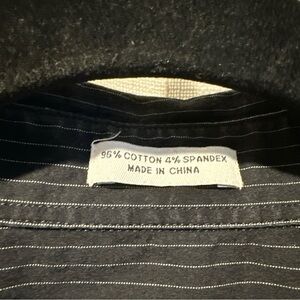 96% COTTON 4% SPANDEX
MADE IN CHINA